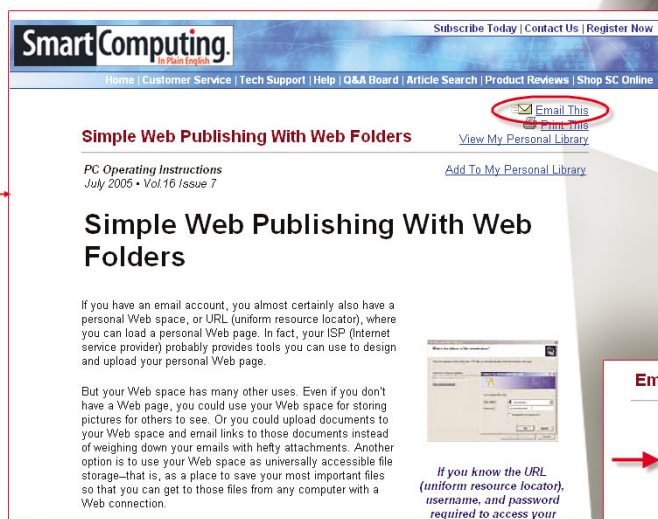 Subscribe Today | Contact Us | Register Now
Smart Computing.
In Plain English
Home | Customer Service | Tech Support | Help | Q&A Board | Article Search | Product Reviews | Shop SC Online
Email This
Print This
View My Personal Library
Simple Web Publishing With Web Folders
PC Operating Instructions
July 2005 • Vol.16 Issue 7
Add To My Personal Library
Simple Web Publishing With Web
Folders
If you have an email account, you almost certainly also have a
personal Web space, or URL (uniform resource locator), where
you can load a personal Web page. In fact, your ISP (Internet
service provider) probably provides tools you can use to design
and upload your personal Web page.
But your Web space has many other uses. Even if you don't
have a Web page, you could use your Web space for storing
pictures for others to see. Or you could upload documents to
your Web space and email links to those documents instead
of weighing down your emails with hefty attachments. Another
option is to use your Web space as universally accessible file
storage—that is, as a place to save your most important files
so that you can get to those files from any computer with a
Web connection.
If you know the URL
(uniform resource locator),
username, and password
required to access your
Em